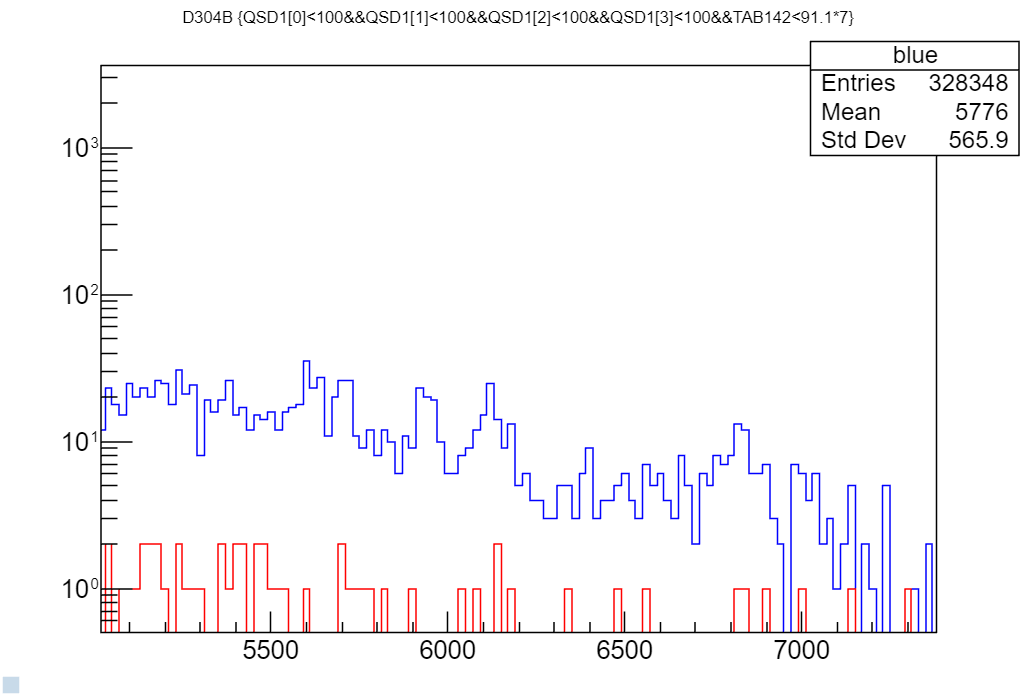 D304B {QSD1[0]<100&&QSD1[1]<100&&QSD1[2]<100&&QSD1[3]<100&&TAB142<91.1*7}
blue
Entries 328348
Mean 5776
Std Dev 565.9
10³
10²
10¹
10⁰
5500 6000 6500 7000